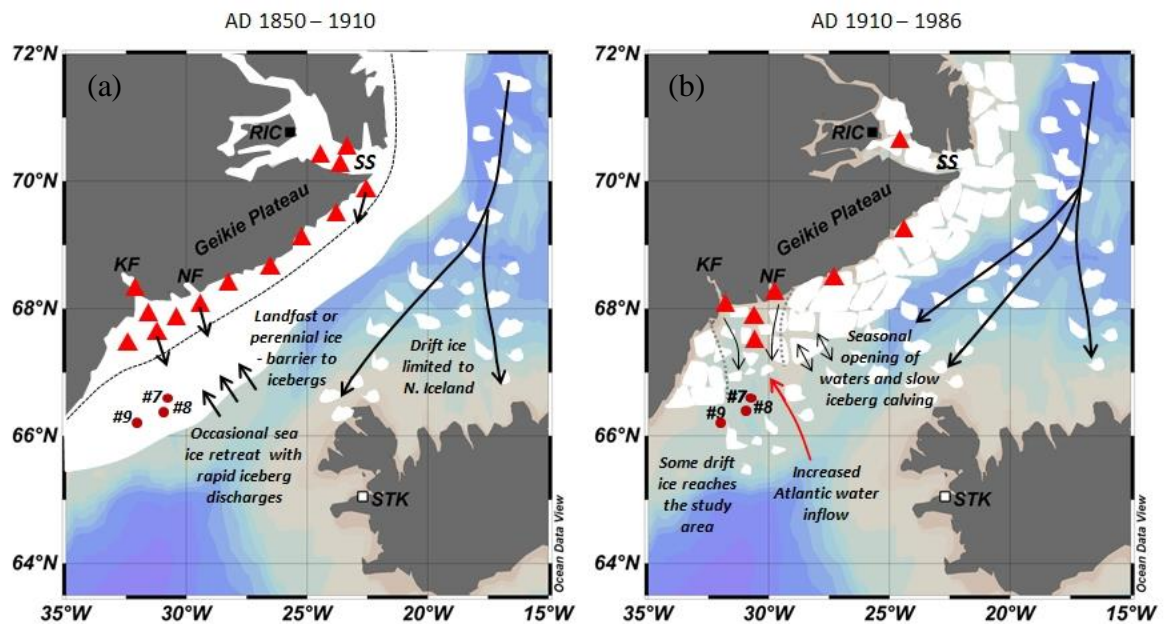 AD 1850 – 1910
(a)
72°N
70°N
68°N
66°N
64°N
35°W
30°W
25°W
20°W
15°W
RIC
SS
Geikie Plateau
KF
NF
Landfast or
perennial ice
- barrier to
icebergs
Drift ice
limited to
N. Iceland
#7
#8
#9
Occasional sea
ice retreat with
rapid iceberg
discharges
STK
Ocean Data View
AD 1910 – 1986
(b)
72°N
70°N
68°N
66°N
64°N
35°W
30°W
25°W
20°W
15°W
RIC
SS
Geikie Plateau
KF
NF
Seasonal
opening of
waters and slow
iceberg calving
#7
#8
#9
Some drift
ice reaches
the study
area
Increased
Atlantic water
inflow
STK
Ocean Data View